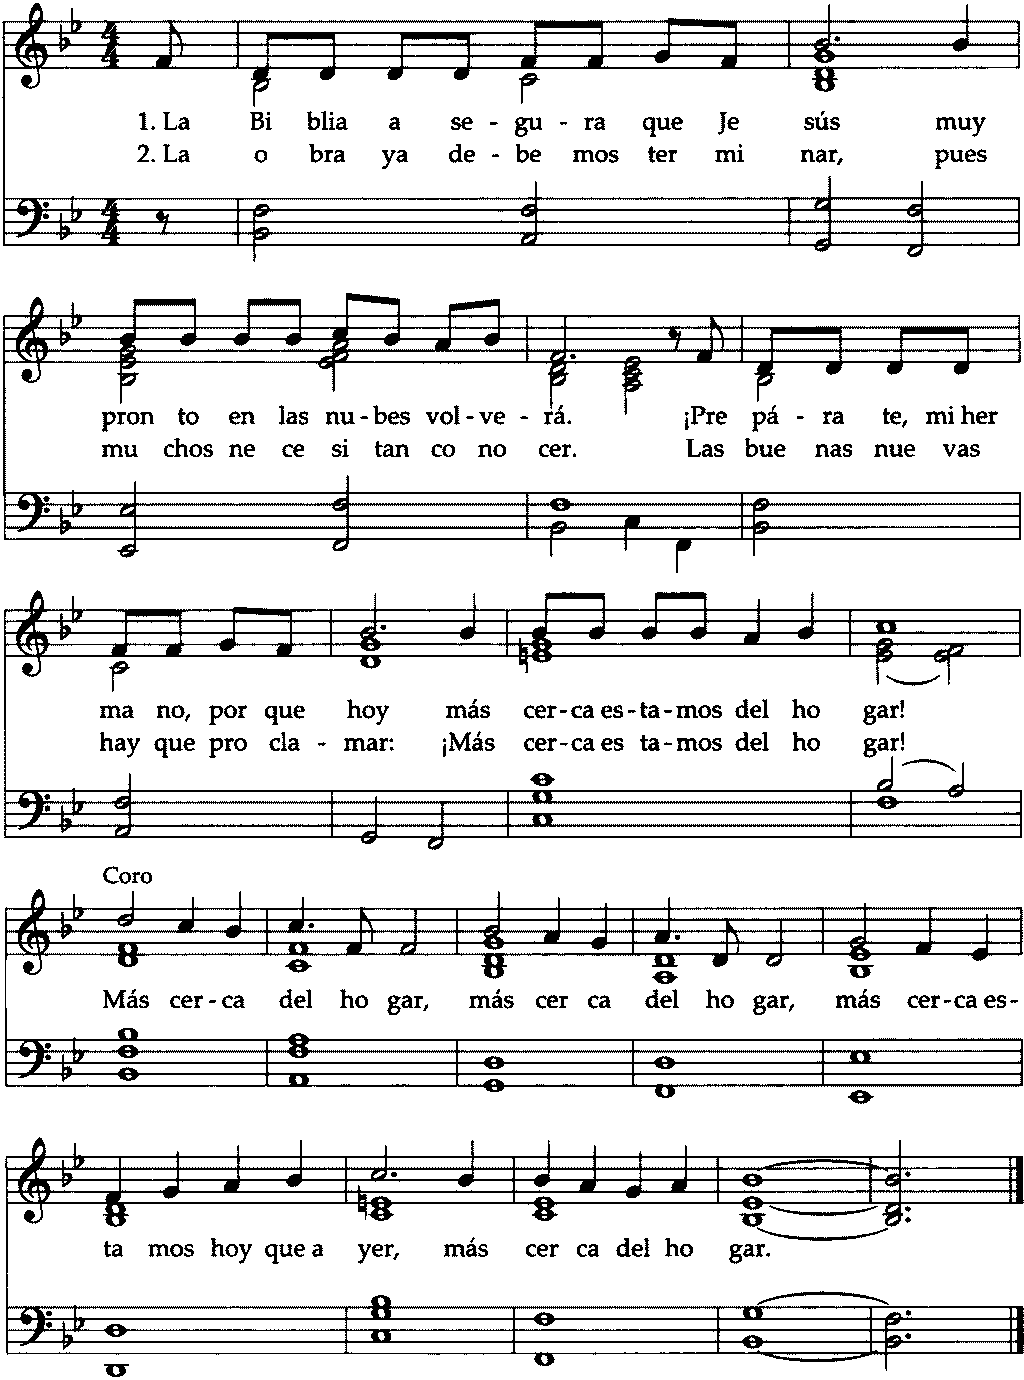 1. La Bi blia a se - gu - ra que Je sús muy
2. La o bra ya de - be mos ter mi nar, pues
pron to en las nu - bes vol - ve - rá. ¡Pre pá - ra te, mi her
mu chos ne ce si tan co no cer. Las bue nas nue vas
ma no, por que hoy más cer - ca es - ta - mos del ho gar!
hay que pro cla - mar: ¡Más cer - ca es ta - mos del ho gar!
Coro
Más cer - ca del ho gar, más cer ca del ho gar, más cer - ca es -
ta mos hoy que a yer, más cer ca del ho gar.